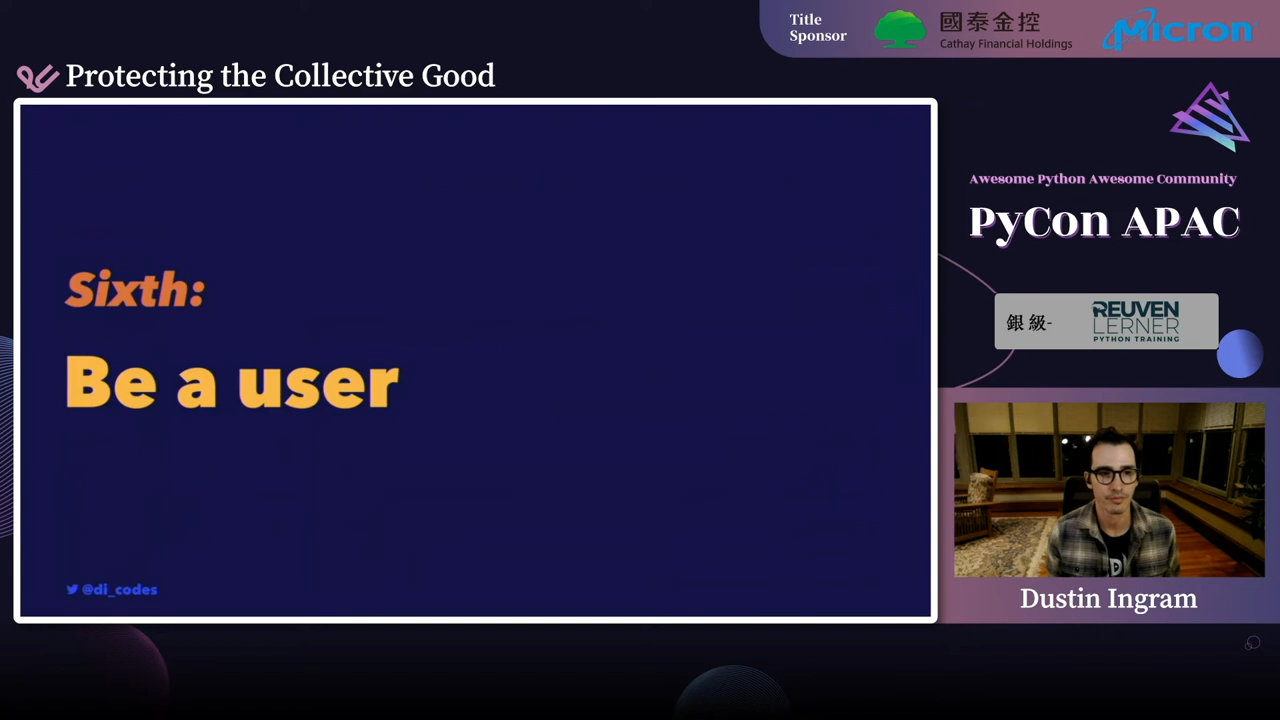 Title
Sponsor
國泰金控
Cathay Financial Holdings
Micron
Protecting the Collective Good
Awesome Python Awesome Community
PyCon APAC
Sixth:
Be a user
銀級-
REUVEN
LERNER
PYTHON TRAINING
@di_codes
Dustin Ingram